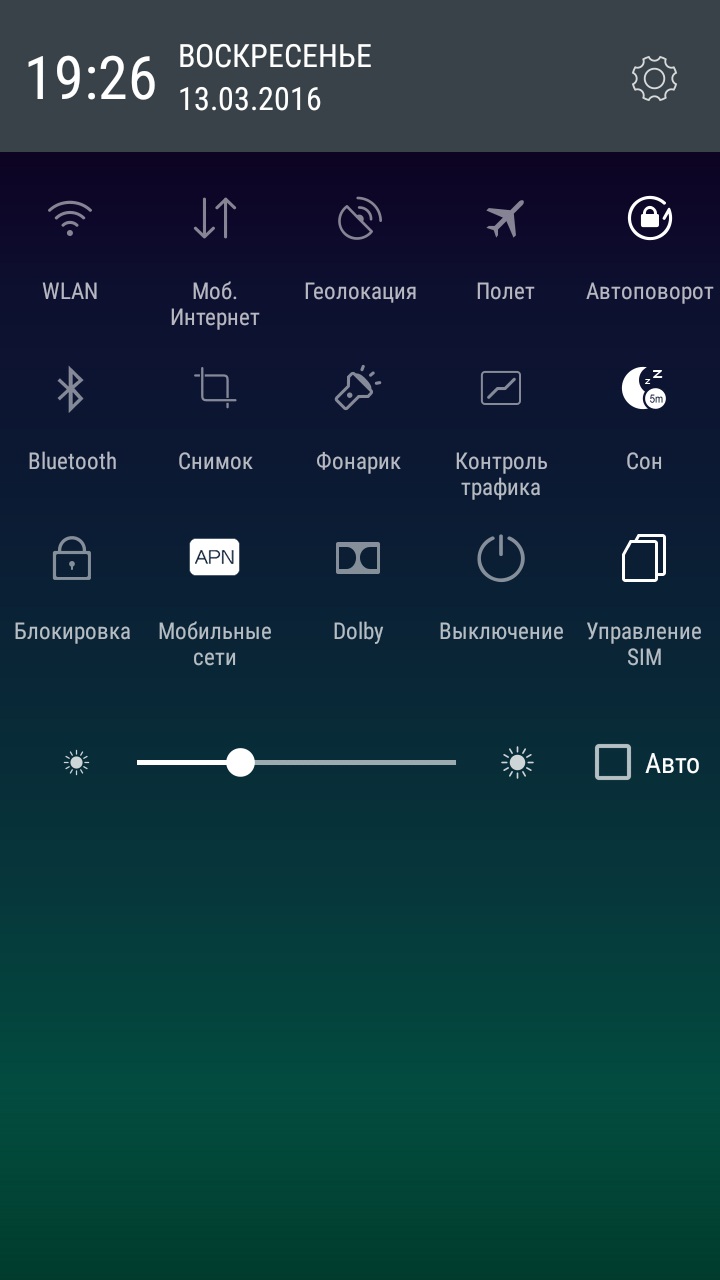 19:26
ВОСКРЕСЕНЬЕ
13.03.2016
WLAN
Моб.
Интернет
Геолокация
Полет
Автоповорот
Bluetooth
Снимок
Фонарик
Контроль
трафика
z z
5m
Сон
Блокировка
APN
Мобильные
сети
Dolby
Выключение
Управление
SIM
Авто